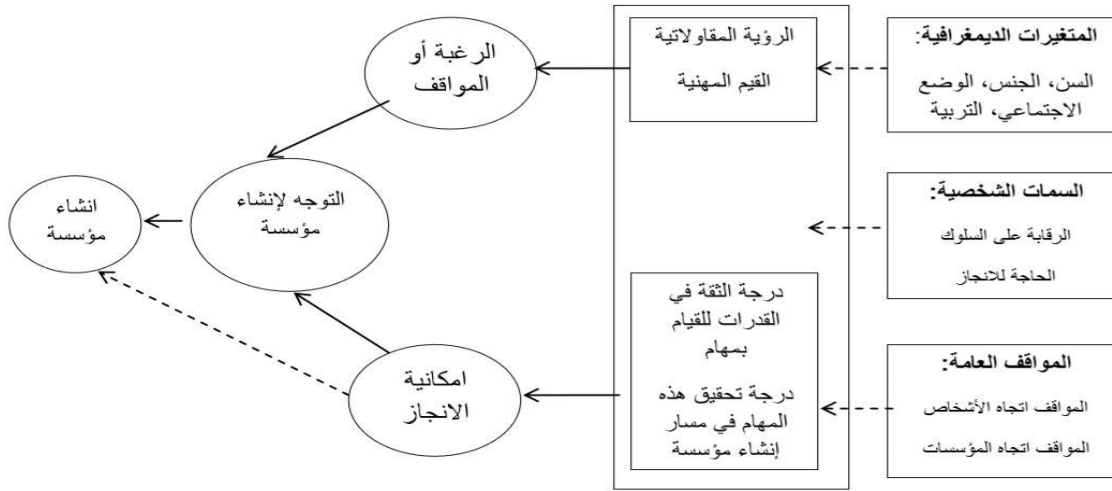 المتغيرات الديمغرافية:
السن، الجنس، الوضع
الاجتماعي، التربية
السمات الشخصية:
الرقابة على السلوك
الحاجة للانجاز
المواقف العامة:
المواقف اتجاه الأشخاص
المواقف اتجاه المؤسسات
الرؤية المقاولاتية
القيم المهنية
درجة الثقة في
القدرات للقيام
بمهام
درجة تحقيق هذه
المهام في مسار
إنشاء مؤسسة
الرغبة أو
المواقف
امكانية
الانجاز
التوجه لإنشاء
مؤسسة
انشاء
مؤسسة